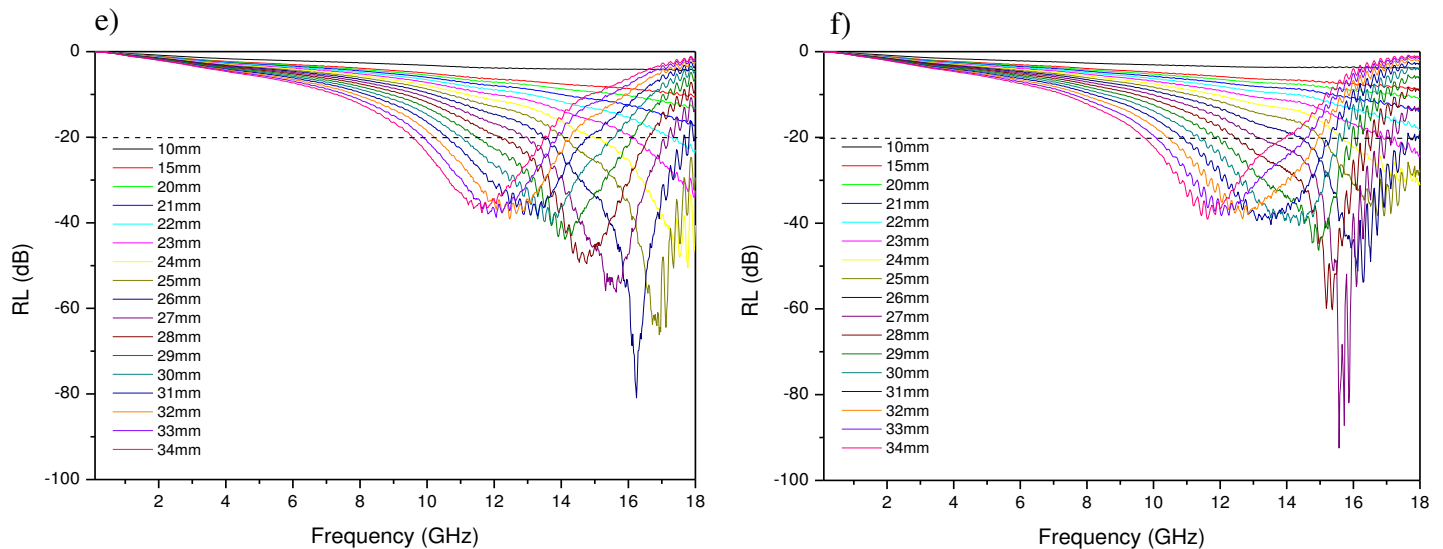 e)
0
-20
-40
-60
-80
-100
RL (dB)
10mm
15mm
20mm
21mm
22mm
23mm
24mm
25mm
26mm
27mm
28mm
29mm
30mm
31mm
32mm
33mm
34mm
2 4 6 8 10 12 14 16 18
Frequency (GHz)
f)
0
-20
-40
-60
-80
-100
RL (dB)
10mm
15mm
20mm
21mm
22mm
23mm
24mm
25mm
26mm
27mm
28mm
29mm
30mm
31mm
32mm
33mm
34mm
2 4 6 8 10 12 14 16 18
Frequency (GHz)